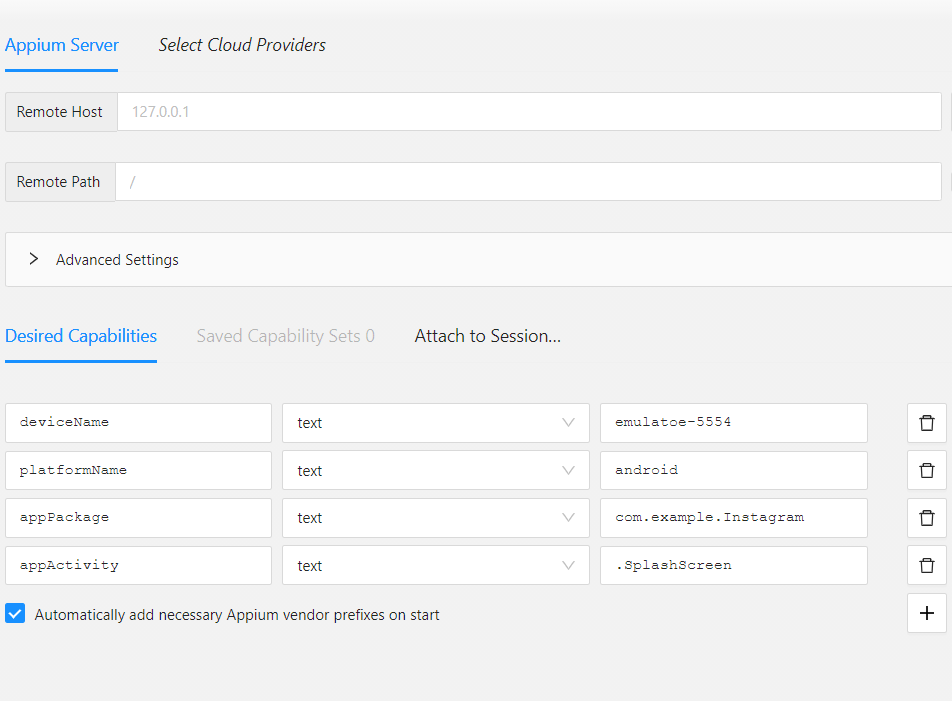 Appium Server Select Cloud Providers
Remote Host 127.0.0.1
Remote Path /
Advanced Settings
Desired Capabilities Saved Capability Sets 0 Attach to Session...
deviceName text emulatoe-5554
platformName text android
appPackage text com.example.Instagram
appActivity text .SplashScreen
Automatically add necessary Appium vendor prefixes on start